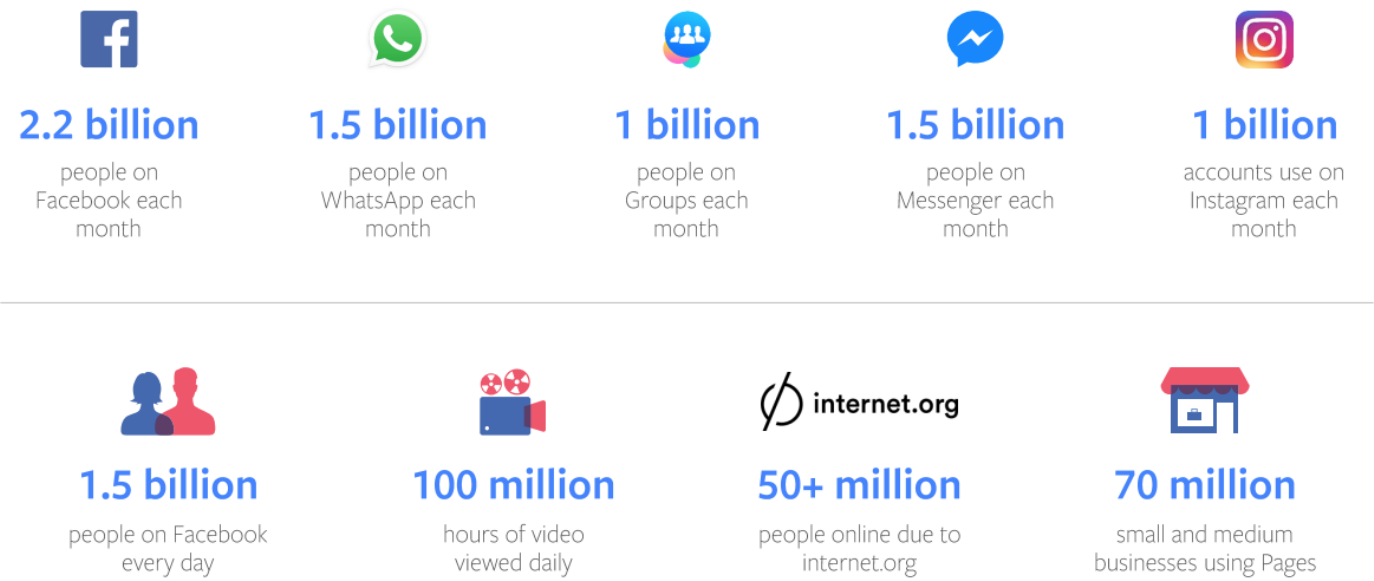 2.2 billion
people on
Facebook each
month
1.5 billion
people on
WhatsApp each
month
1 billion
people on
Groups each
month
1.5 billion
people on
Messenger each
month
1 billion
accounts use on
Instagram each
month
1.5 billion
people on Facebook
every day
100 million
hours of video
viewed daily
internet.org
50+ million
people online due to
internet.org
70 million
small and medium
businesses using Pages